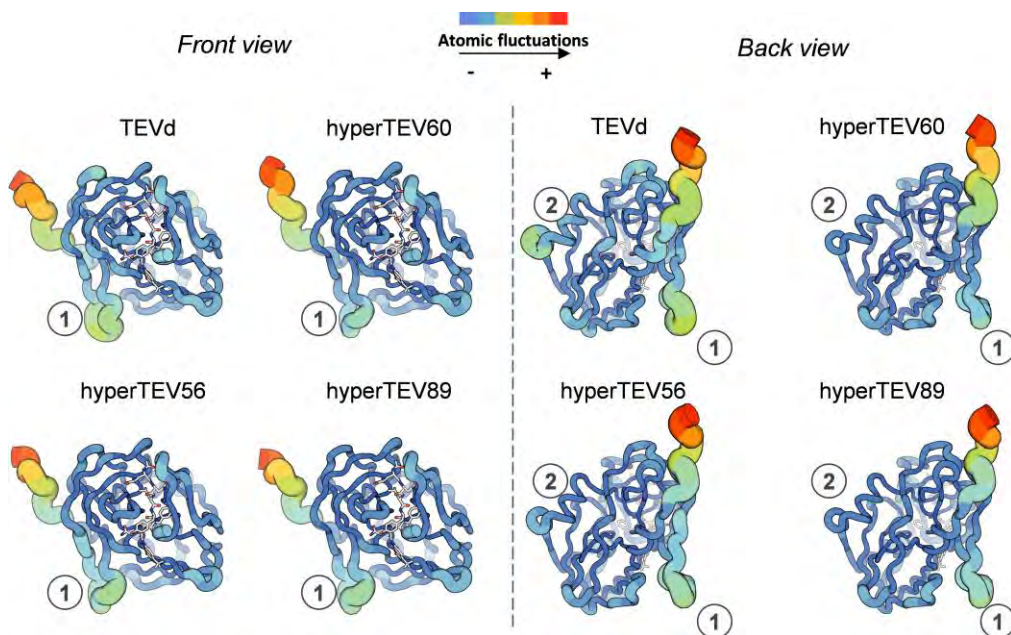 Front view
Atomic fluctuations
- +
Back view
TEVd
hyperTEV60
TEVd
hyperTEV60
2
2
1
1
1
1
hyperTEV56
hyperTEV89
hyperTEV56
hyperTEV89
2
2
1
1
1
1